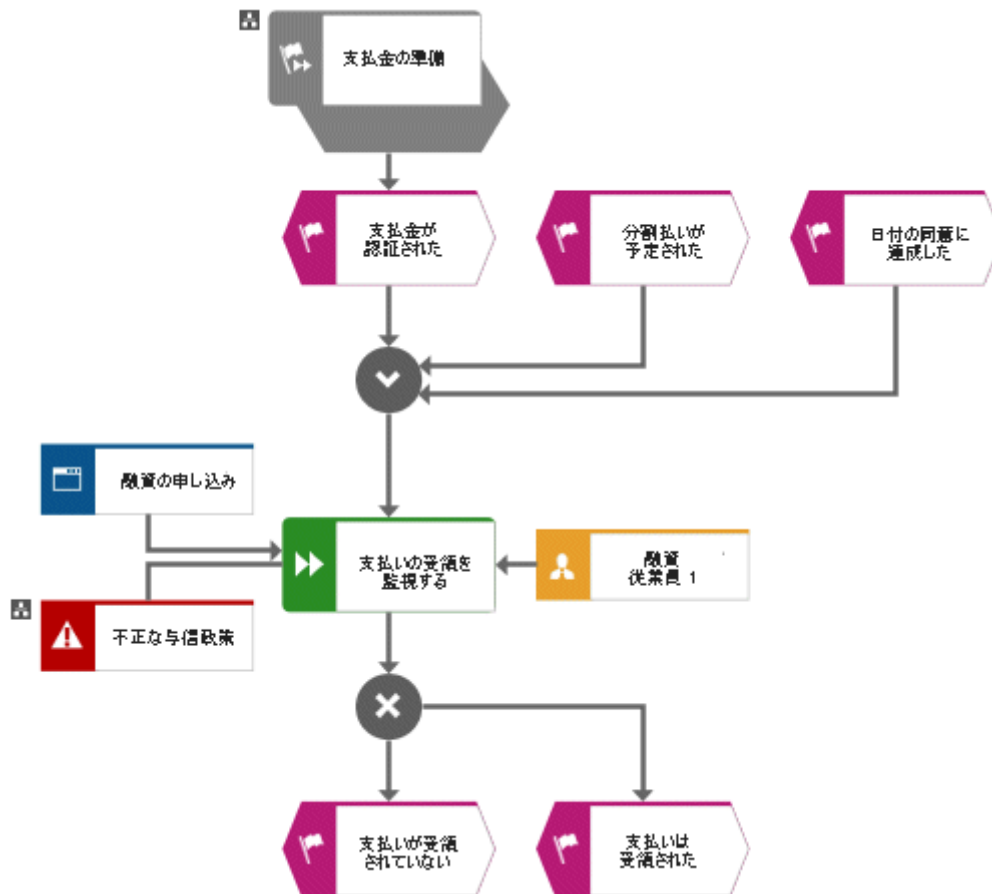 支払金の準備
支払金が
認証された
分割払いが
予定された
日付の同意に
達成した
融資の申し込み
支払いの受領を
監視する
融資
従業員 1
不正な与信政策
支払いが受領
されていない
支払いは
受領された